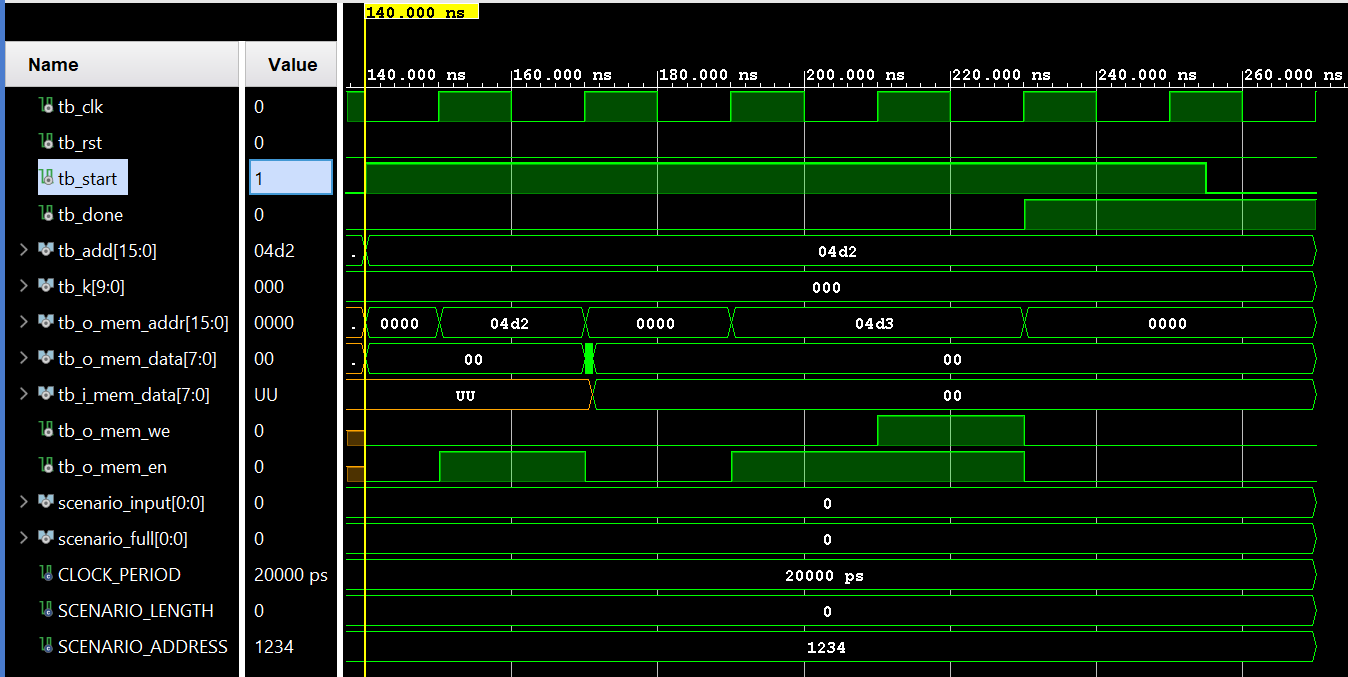 140.000 ns
Name Value
140.000 ns 160.000 ns 180.000 ns 200.000 ns 220.000 ns 240.000 ns 260.000 ns
tb_clk 0
tb_rst 0
tb_start 1
tb_done 0
tb_add[15:0] 04d2 . 04d2
tb_k[9:0] 000 000
tb_o_mem_addr[15:0] 0000 . 0000 04d2 0000 04d3 0000
tb_o_mem_data[7:0] 00 . 00 00
tb_i_mem_data[7:0] UU UU 00
tb_o_mem_we 0
tb_o_mem_en 0
scenario_input[0:0] 0 0
scenario_full[0:0] 0 0
CLOCK_PERIOD 20000 ps 20000 ps
SCENARIO_LENGTH 0 0
SCENARIO_ADDRESS 1234 1234